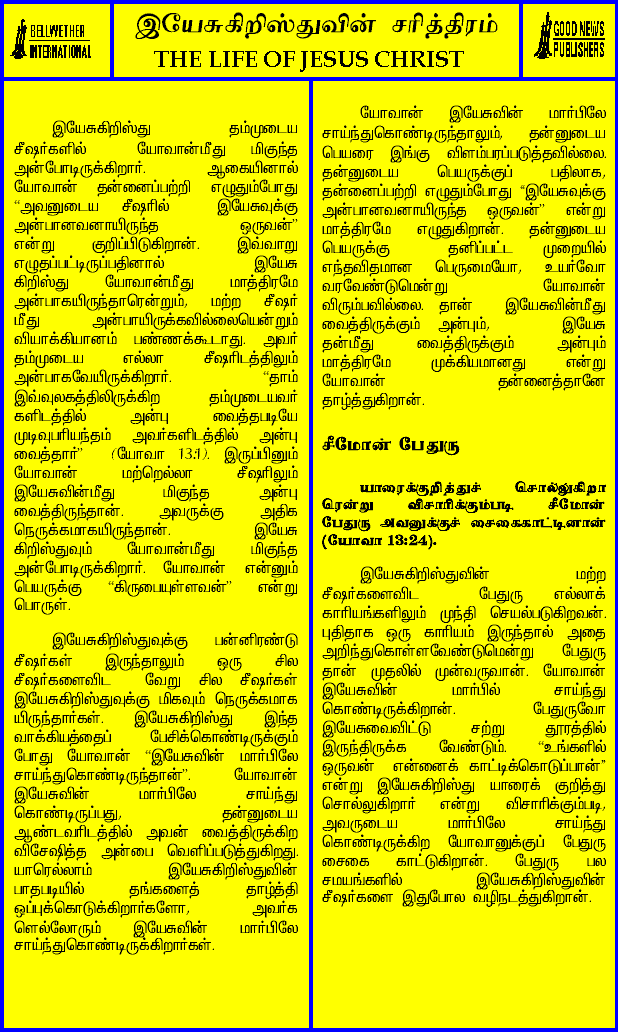 BELLWETHER
INTERNATIONAL
இயேசுகிறிஸ்துவின் சரித்திரம்
THE LIFE OF JESUS CHRIST
GOOD NEWS
PUBLISHERS
இயேசுகிறிஸ்து தம்முடைய
சீஷர்களில் யோவான்மீது மிகுந்த
அன்போடிருக்கிறார். ஆகையினால்
யோவான் தன்னைப்பற்றி எழுதும்போது
“அவனுடைய சீஷரில் இயேசுவுக்கு
அன்பானவனாயிருந்த ஒருவன்”
என்று குறிப்பிடுகிறான். இவ்வாறு
எழுதப்பட்டிருப்பதினால் இயேசு
கிறிஸ்து யோவான்மீது மாத்திரமே
அன்பாகயிருந்தாரென்றும், மற்ற சீஷர்
மீது அன்பாயிருக்கவில்லையென்றும்
வியாக்கியானம் பண்ணக்கூடாது. அவர்
தம்முடைய எல்லா சீஷரிடத்திலும்
அன்பாகவேயிருக்கிறார். “தாம்
இவ்வுலகத்திலிருக்கிற தம்முடையவர்
களிடத்தில் அன்பு வைத்தபடியே
முடிவுபரியந்தம் அவர்களிடத்தில் அன்பு
வைத்தார்” (யோவா 13:1). இருப்பினும்
யோவான் மற்றெல்லா சீஷரிலும்
இயேசுவின்மீது மிகுந்த அன்பு
வைத்திருந்தான். அவருக்கு அதிக
நெருக்கமாகயிருந்தான். இயேசு
கிறிஸ்துவும் யோவான்மீது மிகுந்த
அன்போடிருக்கிறார். யோவான் என்னும்
பெயருக்கு “கிருபையுள்ளவன்” என்று
பொருள்.
இயேசுகிறிஸ்துவுக்கு பன்னிரண்டு
சீஷர்கள் இருந்தாலும் ஒரு சில
சீஷர்களைவிட வேறு சில சீஷர்கள்
இயேசுகிறிஸ்துவுக்கு மிகவும் நெருக்கமாக
யிருந்தார்கள். இயேசுகிறிஸ்து இந்த
வாக்கியத்தைப் பேசிக்கொண்டிருக்கும்
போது யோவான் “இயேசுவின் மார்பிலே
சாய்ந்துகொண்டிருந்தான்”. யோவான்
இயேசுவின் மார்பிலே சாய்ந்து
கொண்டிருப்பது, தன்னுடைய
ஆண்டவரிடத்தில் அவன் வைத்திருக்கிற
விசேஷித்த அன்பை வெளிப்படுத்துகிறது.
யாரெல்லாம் இயேசுகிறிஸ்துவின்
பாதபடியில் தங்களைத் தாழ்த்தி
ஒப்புக்கொடுக்கிறார்களோ, அவர்க
ளெல்லோரும் இயேசுவின் மார்பிலே
சாய்ந்துகொண்டிருக்கிறார்கள்.
யோவான் இயேசுவின் மார்பிலே
சாய்ந்துகொண்டிருந்தாலும், தன்னுடைய
பெயரை இங்கு விளம்பரப்படுத்தவில்லை.
தன்னுடைய பெயருக்குப் பதிலாக,
தன்னைப்பற்றி எழுதும்போது “இயேசுவுக்கு
அன்பானவனாயிருந்த ஒருவன்” என்று
மாத்திரமே எழுதுகிறான். தன்னுடைய
பெயருக்கு தனிப்பட்ட முறையில்
எந்தவிதமான பெருமையோ, உயர்வோ
வரவேண்டுமென்று யோவான்
விரும்பவில்லை. தான் இயேசுவின்மீது
வைத்திருக்கும் அன்பும், இயேசு
தன்மீது வைத்திருக்கும் அன்பும்
மாத்திரமே முக்கியமானது என்று
யோவான் தன்னைத்தானே
தாழ்த்துகிறான்.
சீமோன் பேதுரு
யாரைக்குறித்துச் சொல்லுகிறா
ரென்று விசாரிக்கும்படி, சீமோன்
பேதுரு அவனுக்குச் சைகைகாட்டினான்
(யோவா 13:24).
இயேசுகிறிஸ்துவின் மற்ற
சீஷர்களைவிட பேதுரு எல்லாக்
காரியங்களிலும் முந்தி செயல்படுகிறவன்.
புதிதாக ஒரு காரியம் இருந்தால் அதை
அறிந்துகொள்ளவேண்டுமென்று பேதுரு
தான் முதலில் முன்வருவான். யோவான்
இயேசுவின் மார்பில் சாய்ந்து
கொண்டிருக்கிறான். பேதுருவோ
இயேசுவைவிட்டு சற்று தூரத்தில்
இருந்திருக்க வேண்டும். “உங்களில்
ஒருவன் என்னைக் காட்டிக்கொடுப்பான்”
என்று இயேசுகிறிஸ்து யாரைக் குறித்து
சொல்லுகிறார் என்று விசாரிக்கும்படி,
அவருடைய மார்பிலே சாய்ந்து
கொண்டிருக்கிற யோவானுக்குப் பேதுரு
சைகை காட்டுகிறான். பேதுரு பல
சமயங்களில் இயேசுகிறிஸ்துவின்
சீஷர்களை இதுபோல வழிநடத்துகிறான்.